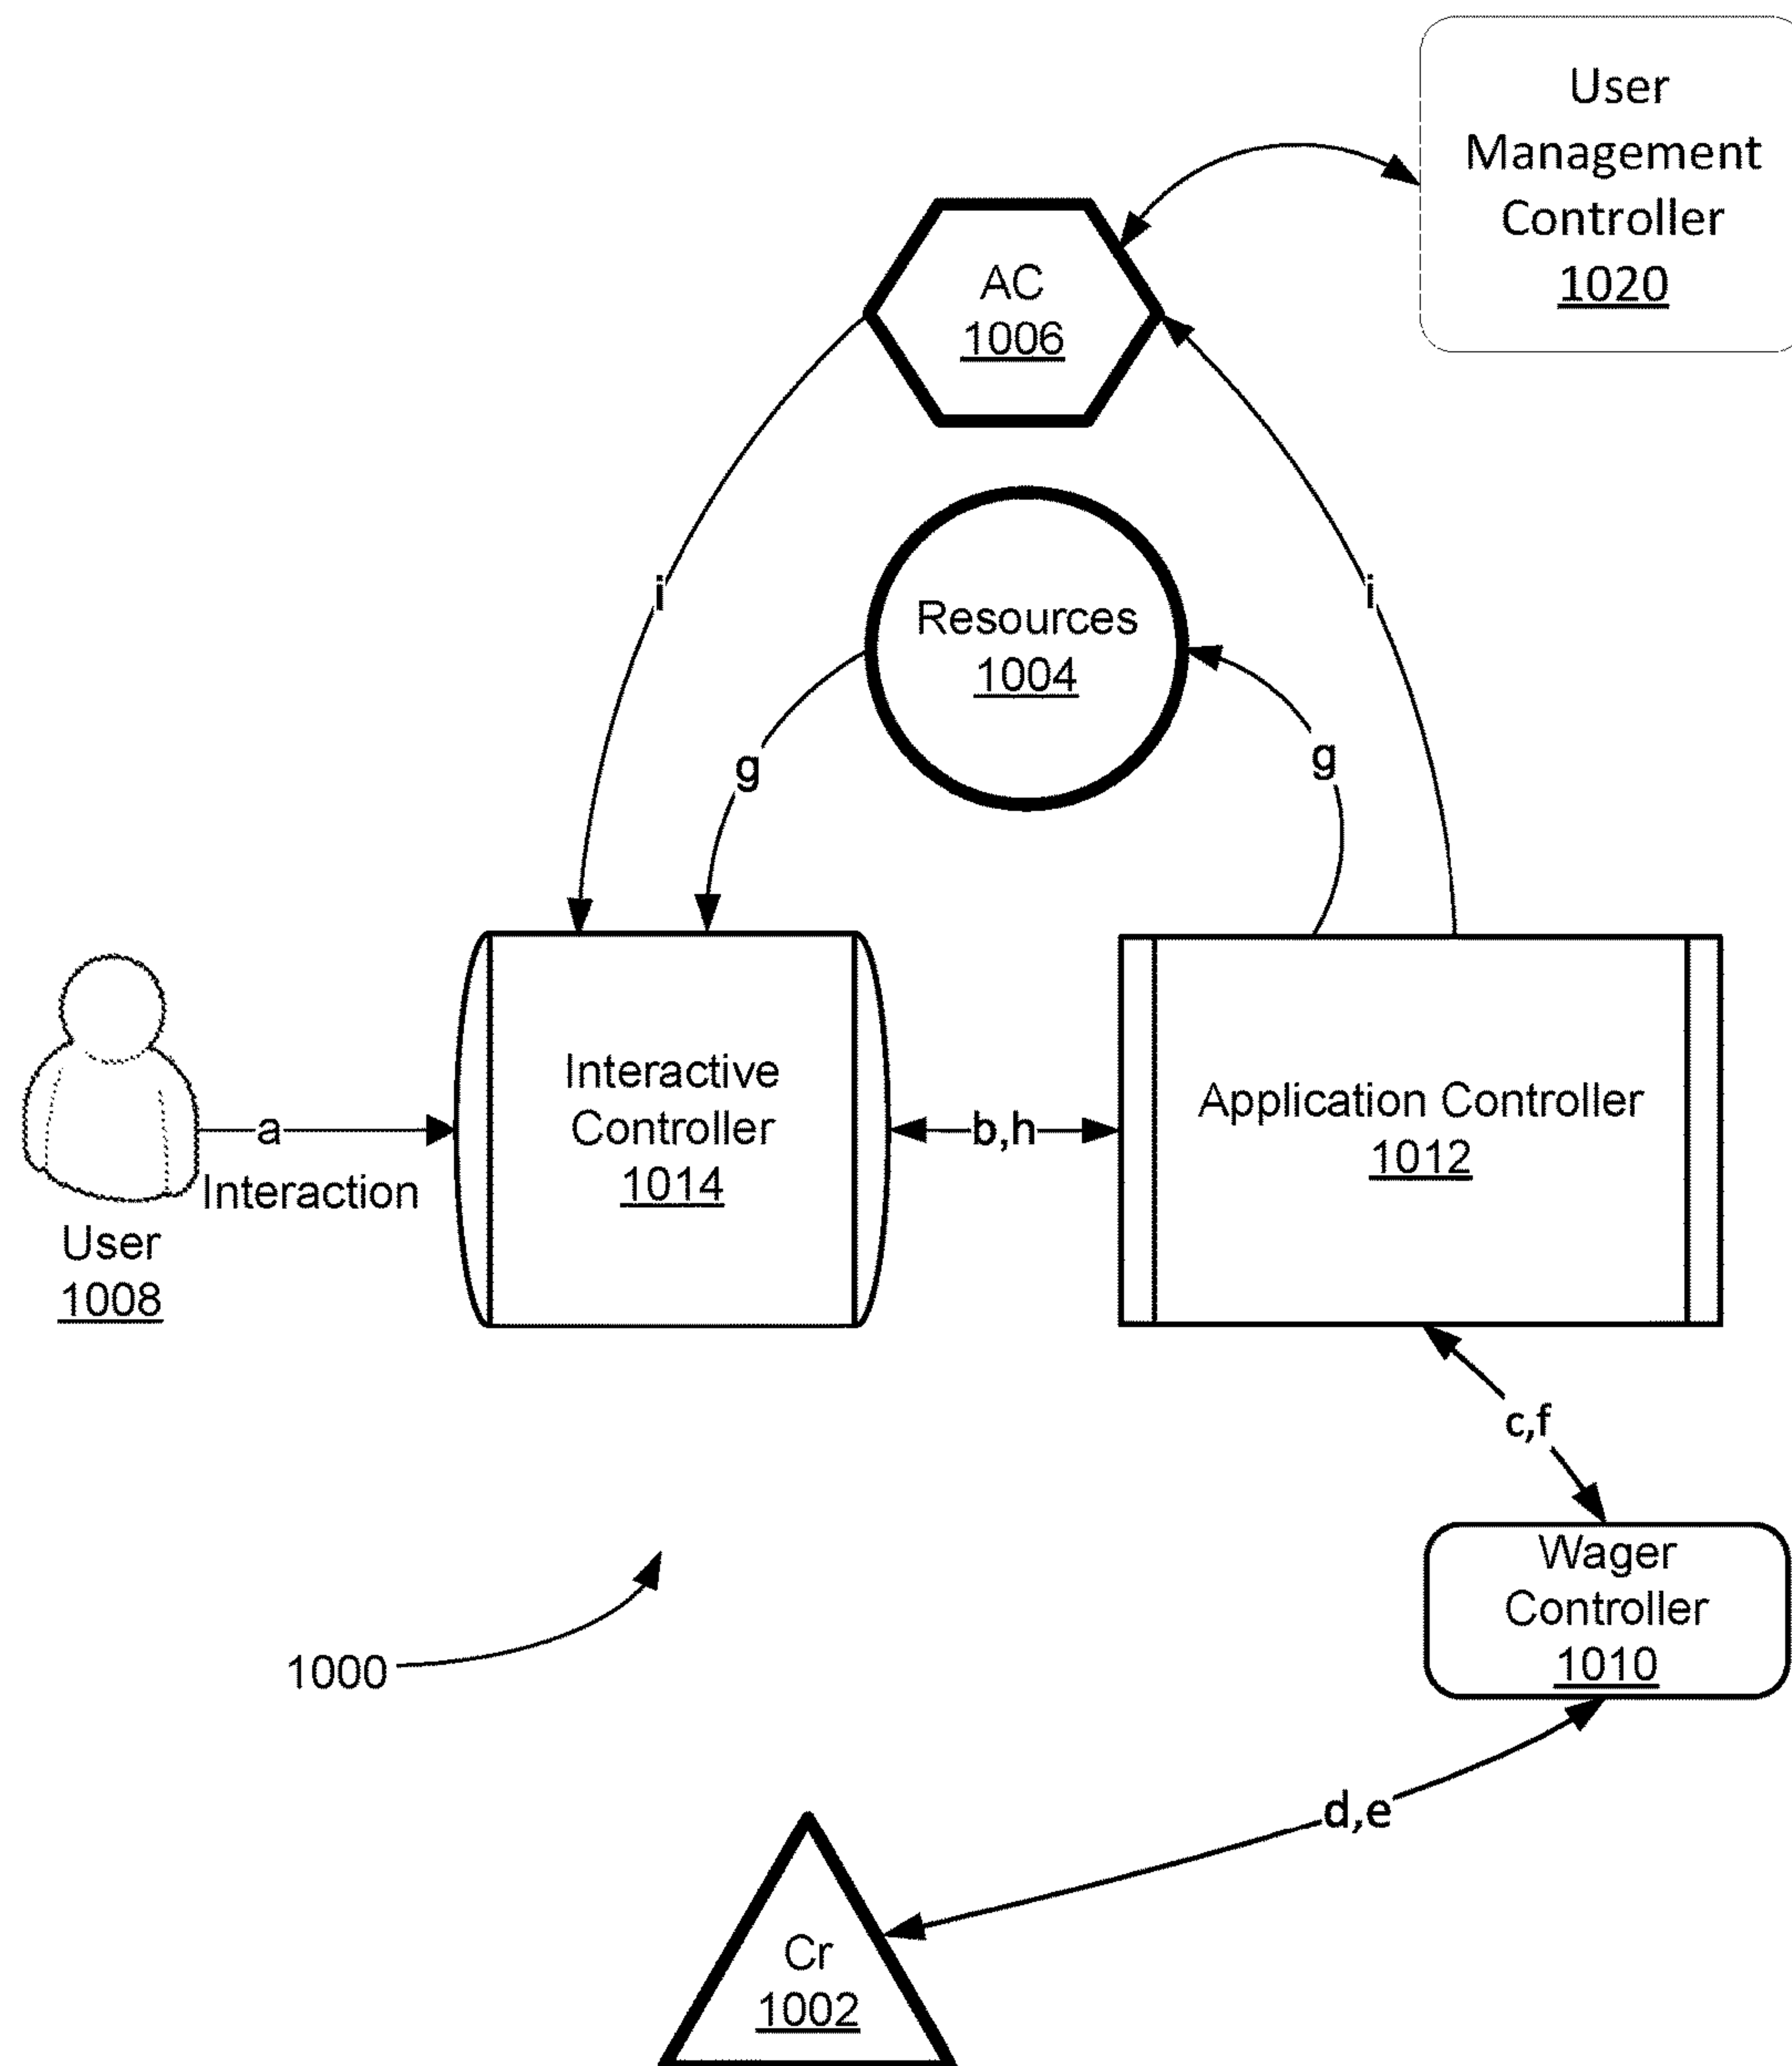 User
Management
Controller
1020
AC
1006
i
i
Resources
1004
g
g
Interactive
Controller
1014
Application Controller
1012
a
Interaction
b,h
User
1008
c,f
Wager
Controller
1010
1000
d,e
Cr
1002